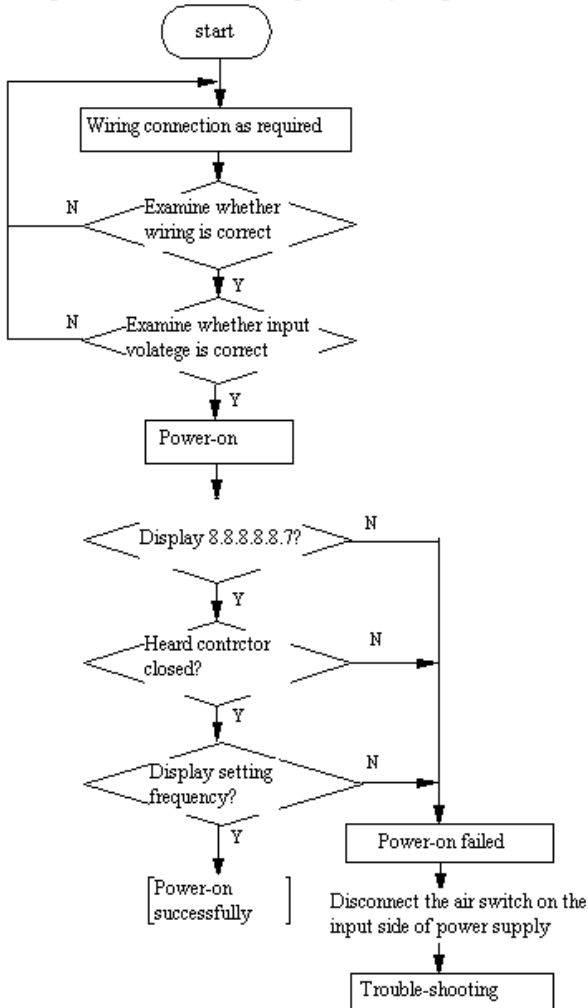 start
Wiring connection as required
N
Examine whether
wiring is correct
Y
N
Examine whether input
volatege is correct
Y
Power-on
Display 8.8.8.8.8.7?
N
Y
Heard contrctor
closed?
N
Y
Display setting
frequency?
N
Y
Power-on failed
Power-on
successfully
Disconnect the air switch on the
input side of power supply
Trouble-shooting